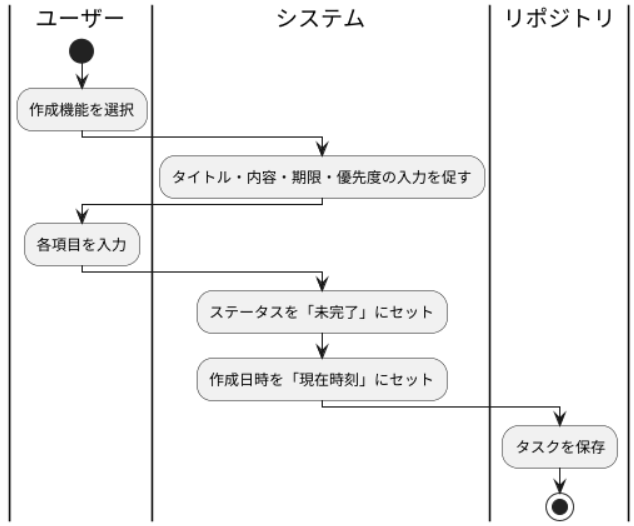 ユーザー
システム
リポジトリ
作成機能を選択
タイトル・内容・期限・優先度の入力を促す
各項目を入力
ステータスを「未完了」にセット
作成日時を「現在時刻」にセット
タスクを保存